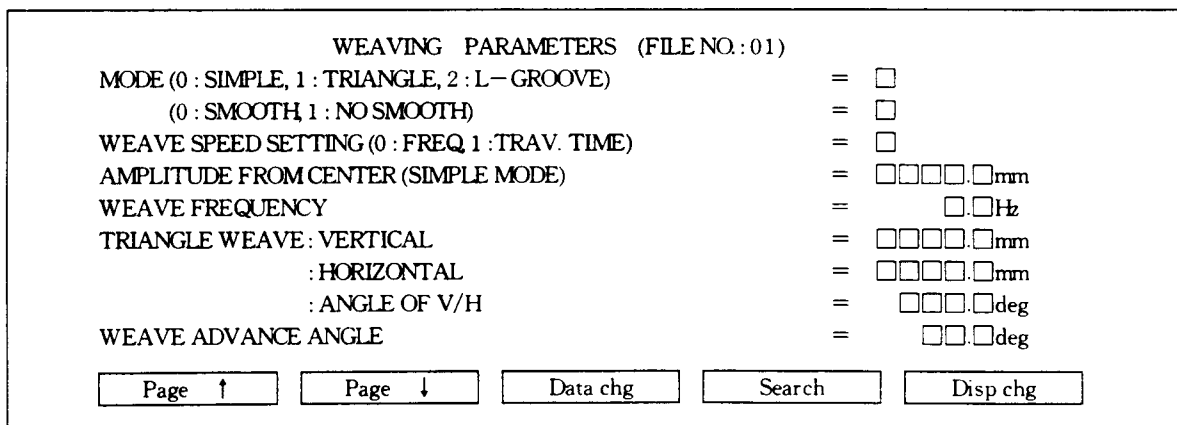 WEAVING PARAMETERS (FILE NO.:01)
MODE (0 : SIMPLE, 1 : TRIANGLE, 2 : L-GROOVE) = □
(0 : SMOOTH, 1 : NO SMOOTH) = □
WEAVE SPEED SETTING (0 : FREQ, 1 : TRAV. TIME) = □
AMPLITUDE FROM CENTER (SIMPLE MODE) = □□□□.□mm
WEAVE FREQUENCY = □.□Hz
TRIANGLE WEAVE : VERTICAL = □□□□.□mm
: HORIZONTAL = □□□□.□mm
: ANGLE OF V/H = □□□.□deg
WEAVE ADVANCE ANGLE = □□.□deg
Page ↑ Page ↓ Data chg Search Disp chg